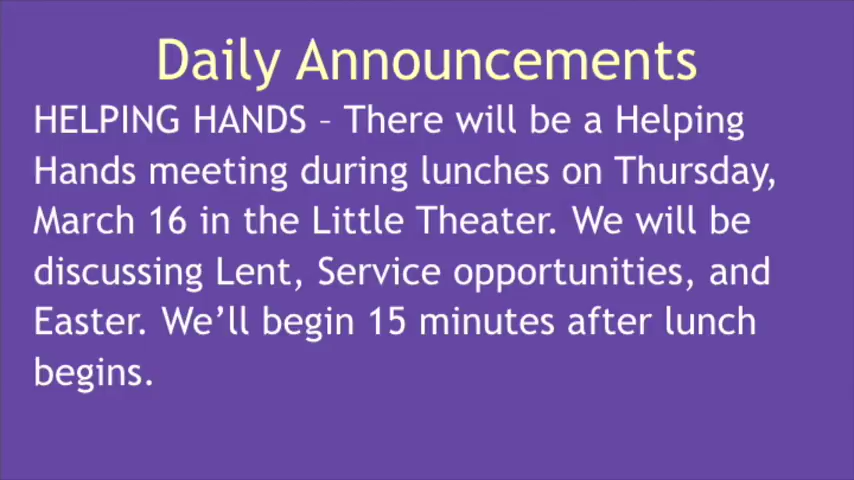 Daily Announcements
HELPING HANDS – There will be a Helping
Hands meeting during lunches on Thursday,
March 16 in the Little Theater. We will be
discussing Lent, Service opportunities, and
Easter. We’ll begin 15 minutes after lunch
begins.